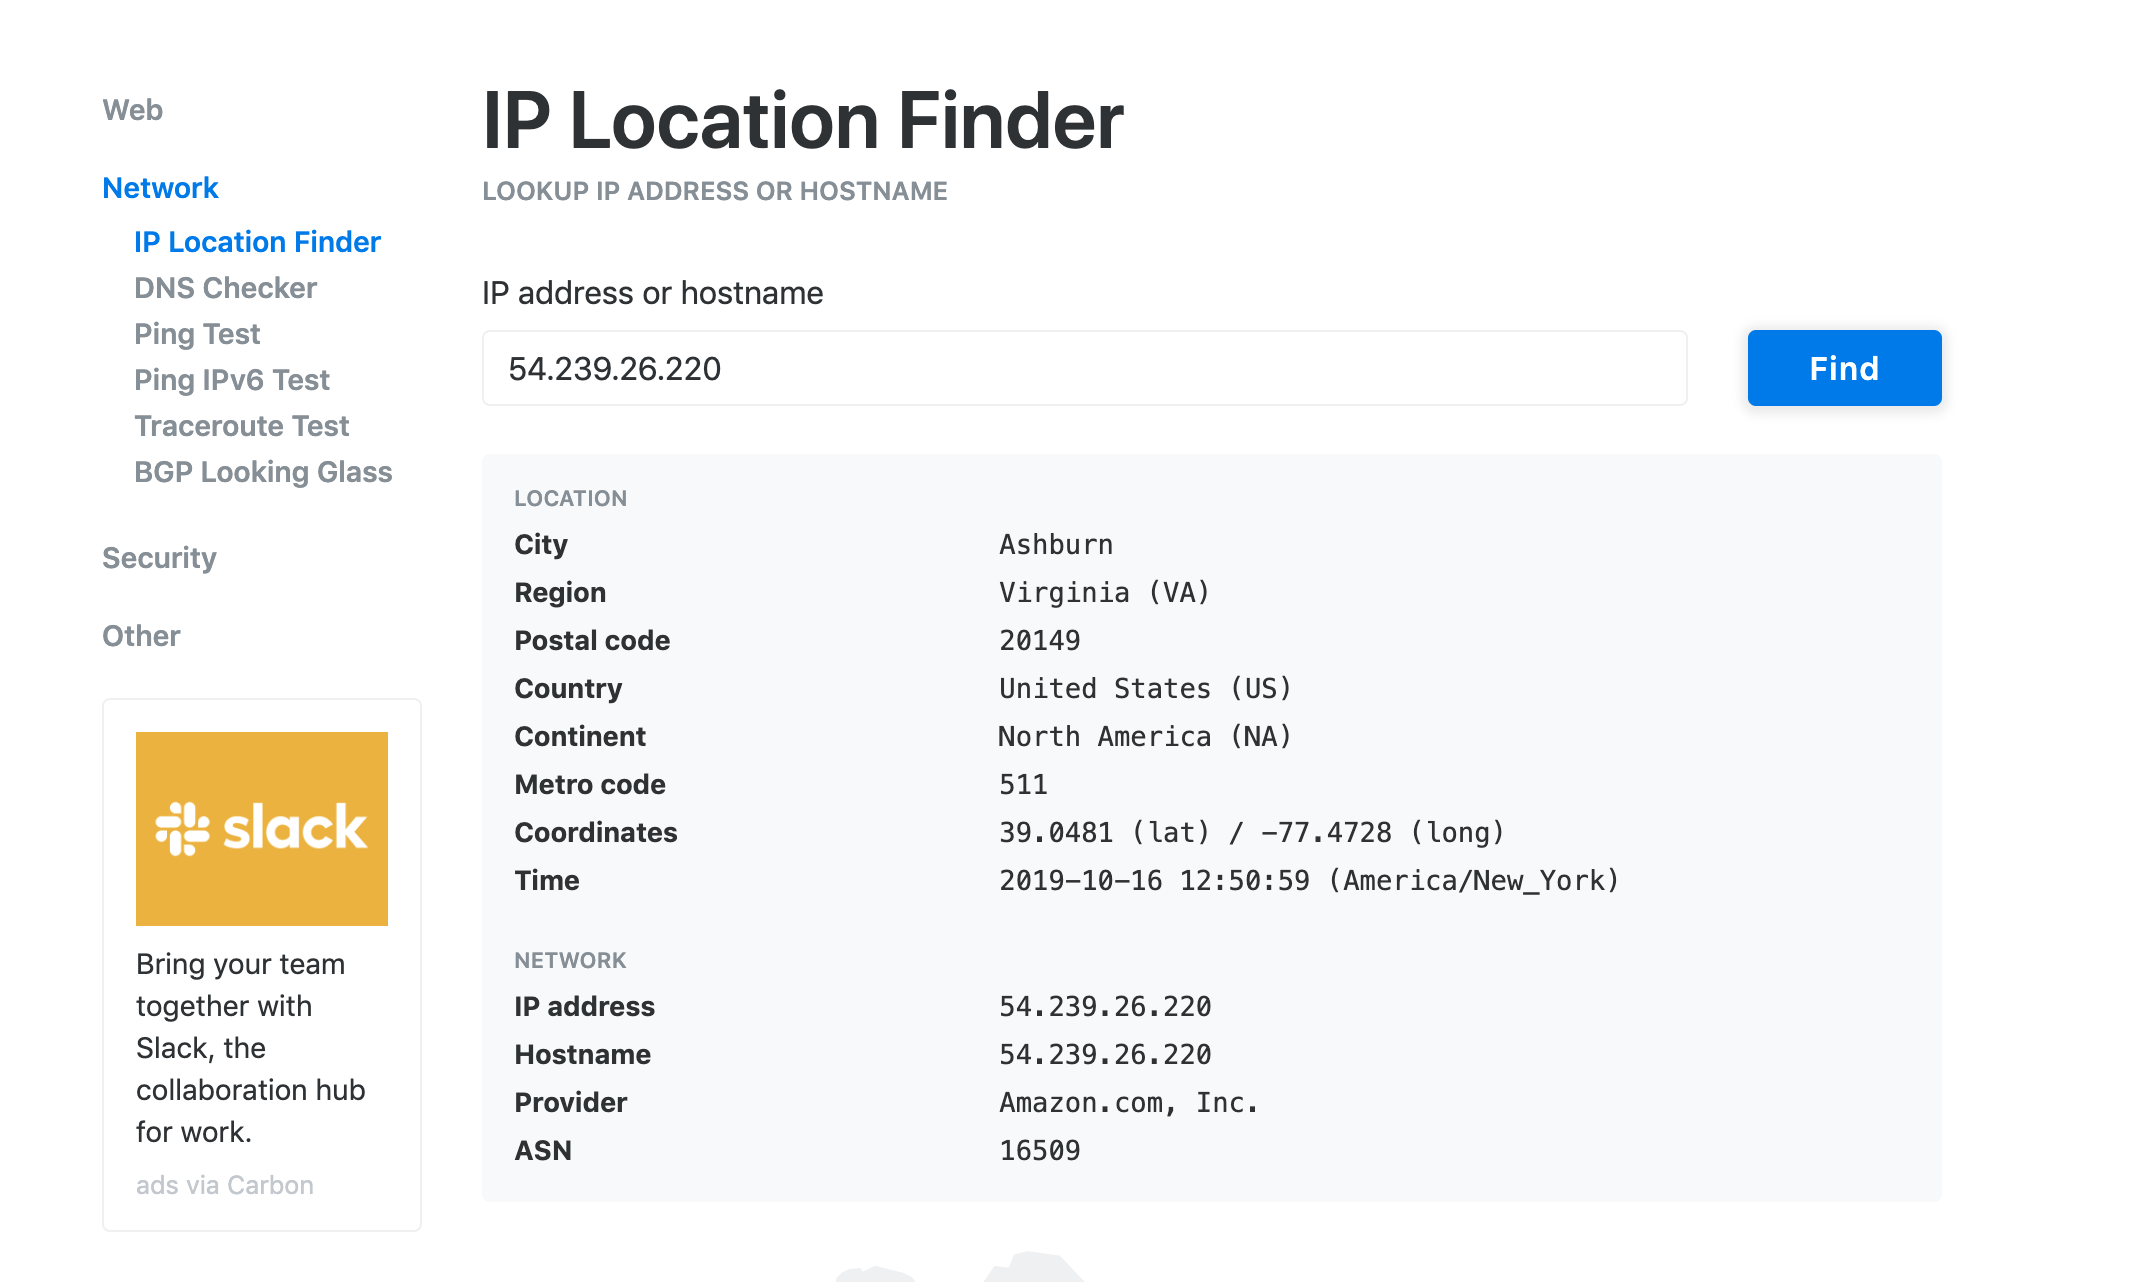 Web
Network
IP Location Finder
DNS Checker
Ping Test
Ping IPv6 Test
Traceroute Test
BGP Looking Glass
Security
Other
slack
Bring your team
together with
Slack, the
collaboration hub
for work.
ads via Carbon
IP Location Finder
LOOKUP IP ADDRESS OR HOSTNAME
IP address or hostname
54.239.26.220
Find
LOCATION
City Ashburn
Region Virginia (VA)
Postal code 20149
Country United States (US)
Continent North America (NA)
Metro code 511
Coordinates 39.0481 (lat) / -77.4728 (long)
Time 2019-10-16 12:50:59 (America/New_York)
NETWORK
IP address 54.239.26.220
Hostname 54.239.26.220
Provider Amazon.com, Inc.
ASN 16509